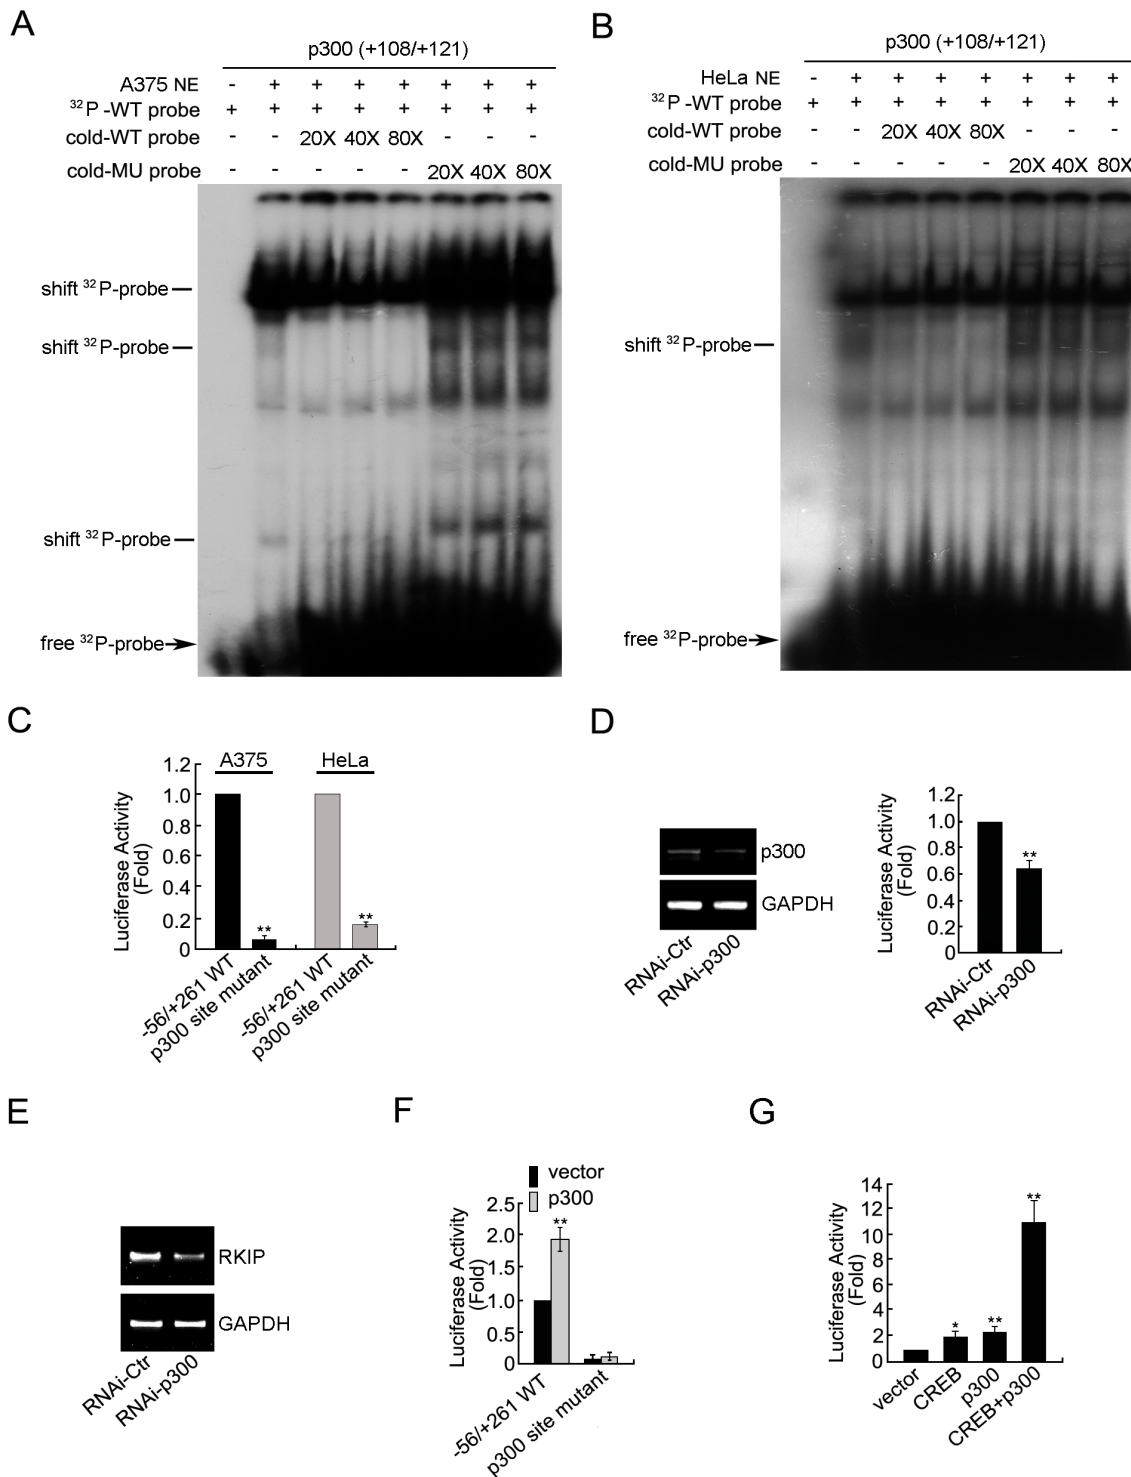 A
p300 (+108/+121)
A375 NE - + + + + + + +
32P -WT probe + + + + + + + +
cold-WT probe - - 20X 40X 80X - - -
cold-MU probe - - - - - 20X 40X 80X
shift 32P-probe
shift 32P-probe
shift 32P-probe
free 32P-probe
B
p300 (+108/+121)
HeLa NE - + + + + + + +
32P -WT probe + + + + + + + +
cold-WT probe - - 20X 40X 80X - - -
cold-MU probe - - - - - 20X 40X 80X
shift 32P-probe
free 32P-probe
C
A375 HeLa
Luciferase Activity
(Fold)
1.2
1.0
0.8
0.6
0.4
0.2
0
** **
-56/+261 WT
p300 site mutant
-56/+261 WT
p300 site mutant
D
p300
GAPDH
RNAi-Ctr
RNAi-p300
Luciferase Activity
(Fold)
1.2
1.0
0.8
0.6
0.4
0.2
0
**
RNAi-Ctr
RNAi-p300
E
RKIP
GAPDH
RNAi-Ctr
RNAi-p300
F
vector
p300
Luciferase Activity
(Fold)
2.5
2.0
1.5
1.0
0.5
0
**
-56/+261 WT
p300 site mutant
G
Luciferase Activity
(Fold)
14
12
10
8
6
4
2
0
* ** **
vector
CREB
p300
CREB+p300